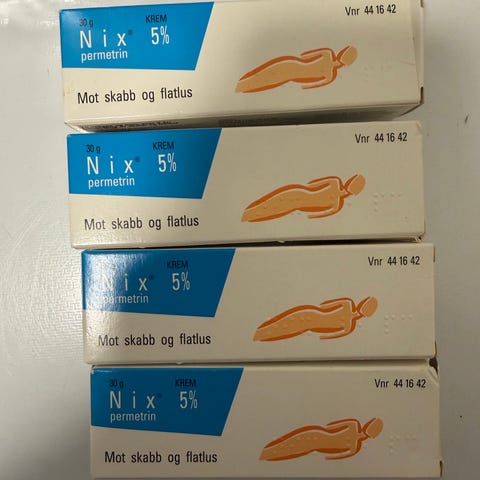 30 g KREM Vnr 44 16 42
Nix® 5%
permetrin
Mot skabb og flatlus
30 g KREM Vnr 44 16 42
Nix® 5%
permetrin
Mot skabb og flatlus
KREM Vnr 44 16 42
Nix® 5%
permetrin
Mot skabb og flatlus
30 g KREM Vnr 44 16 42
Nix® 5%
permetrin
Mot skabb og flatlus